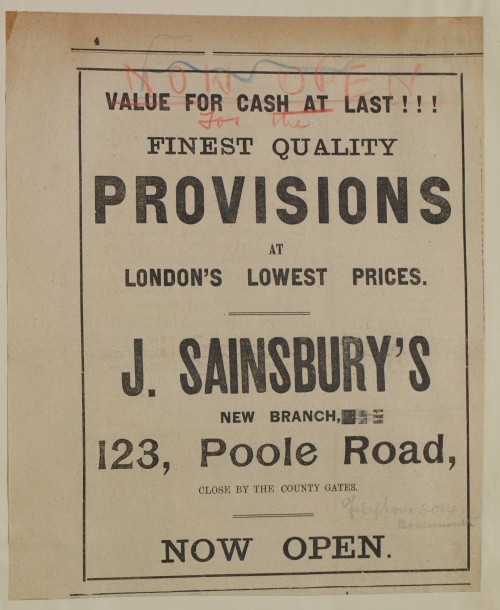 4
NOW OPEN
VALUE FOR CASH AT LAST!!!
For the
FINEST QUALITY
PROVISIONS
AT
LONDON'S LOWEST PRICES.
J. SAINSBURY'S
NEW BRANCH,
123, Poole Road,
CLOSE BY THE COUNTY GATES.
Telephone
NOW OPEN.